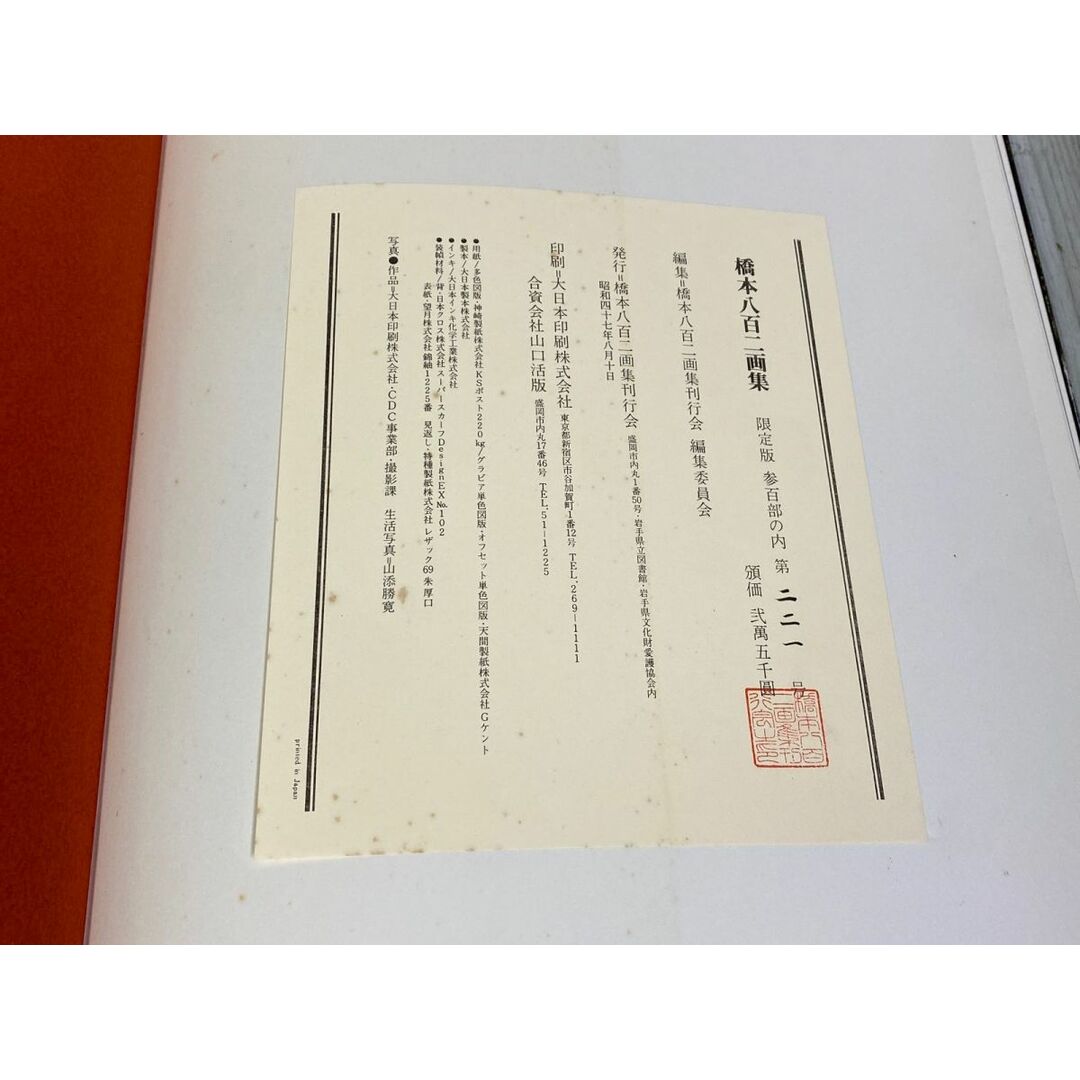 橋本八百二画集 限定版 参百部の内 第 二二一 号
頒価 弐萬五千圓
編集=橋本八百二画集刊行会 編集委員会
発行=橋本八百二画集刊行会 盛岡市内丸1番50号・岩手県立図書館・岩手県文化財愛護協会内
昭和四十七年八月十日
印刷=大日本印刷株式会社 東京都新宿区市谷加賀町1番12号 TEL.269-1111
合資会社山口活版 盛岡市内丸17番46号 TEL.51-1225
●用紙/多色図版・神崎製紙株式会社KSポスト220kg/グラビア単色図版・オフセット単色図版・天間製紙株式会社Gケント
●製本/大日本製本株式会社
●インキ/大日本インキ化学工業株式会社
●装幀材料/背・日本クロス株式会社スーパースカーフDesignEX No.102
表紙・望月株式会社錦紬1225番 見返し・特種製紙株式会社レザック69朱厚口
写真●作品=大日本印刷株式会社・CDC事業部・撮影課 生活写真=山添勝寛
printed in Japan